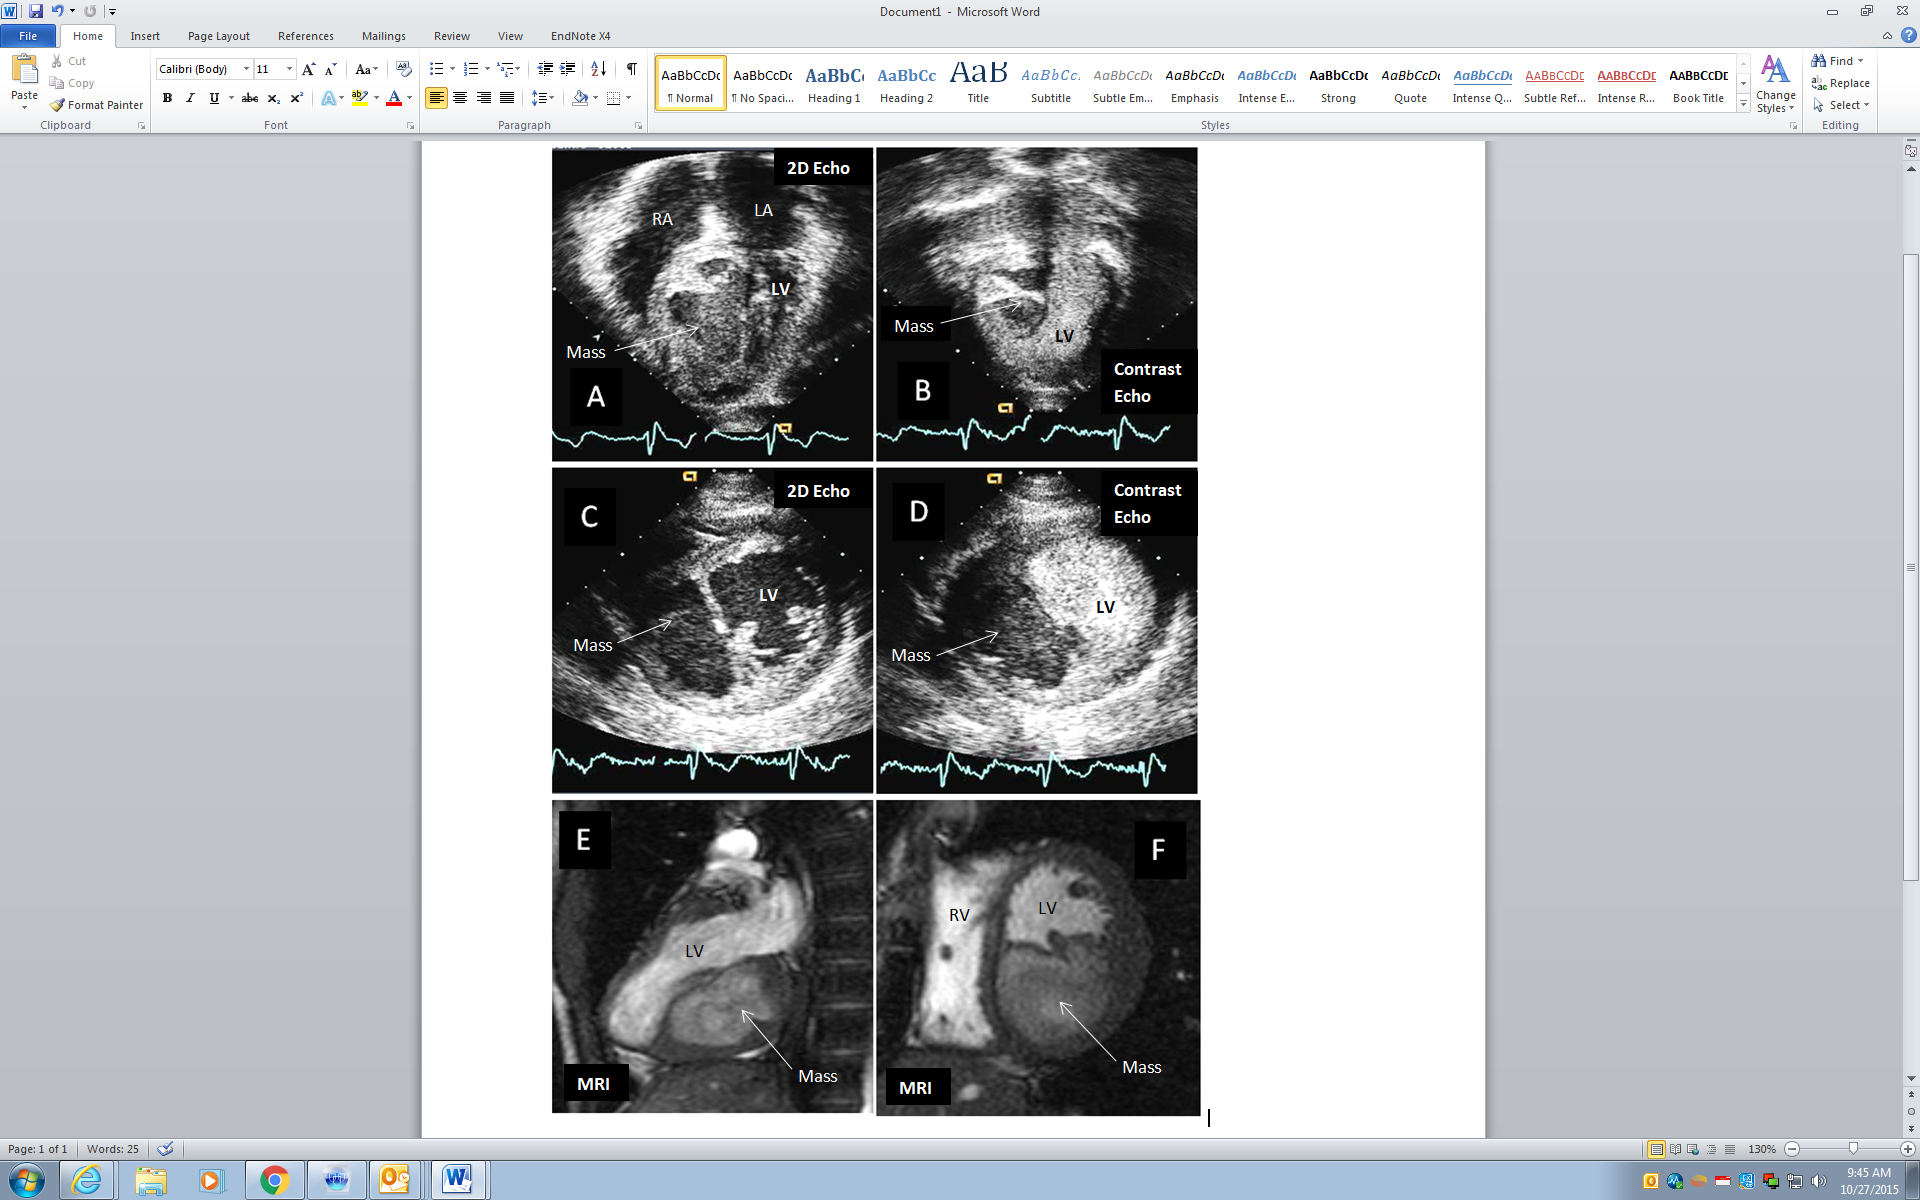 Document1 - Microsoft Word
File Home Insert Page Layout References Mailings Review View EndNote X4
Paste
Cut
Copy
Format Painter
Clipboard
Calibri (Body) 11
Font
Paragraph
AaBbCcDc AaBbCcDc AaBbCc AaBbCc AaB AaBbCc. AaBbCcDc AaBbCcDc AaBbCcDc AaBbCcDc AaBbCcDc AaBbCcDc AABBCCDE AABBCCDE AABBCCDE
¶ Normal ¶ No Spaci... Heading 1 Heading 2 Title Subtitle Subtle Em... Emphasis Intense E... Strong Quote Intense Q... Subtle Ref... Intense R... Book Title
Styles
Change
Styles
Find
Replace
Select
Editing
2D Echo
RA
LA
LV
Mass
A
Mass
LV
B
Contrast
Echo
C
2D Echo
LV
Mass
D
Contrast
Echo
LV
Mass
E
LV
Mass
MRI
F
RV
LV
Mass
MRI
Page: 1 of 1 Words: 25
130%
9:45 AM
10/27/2015